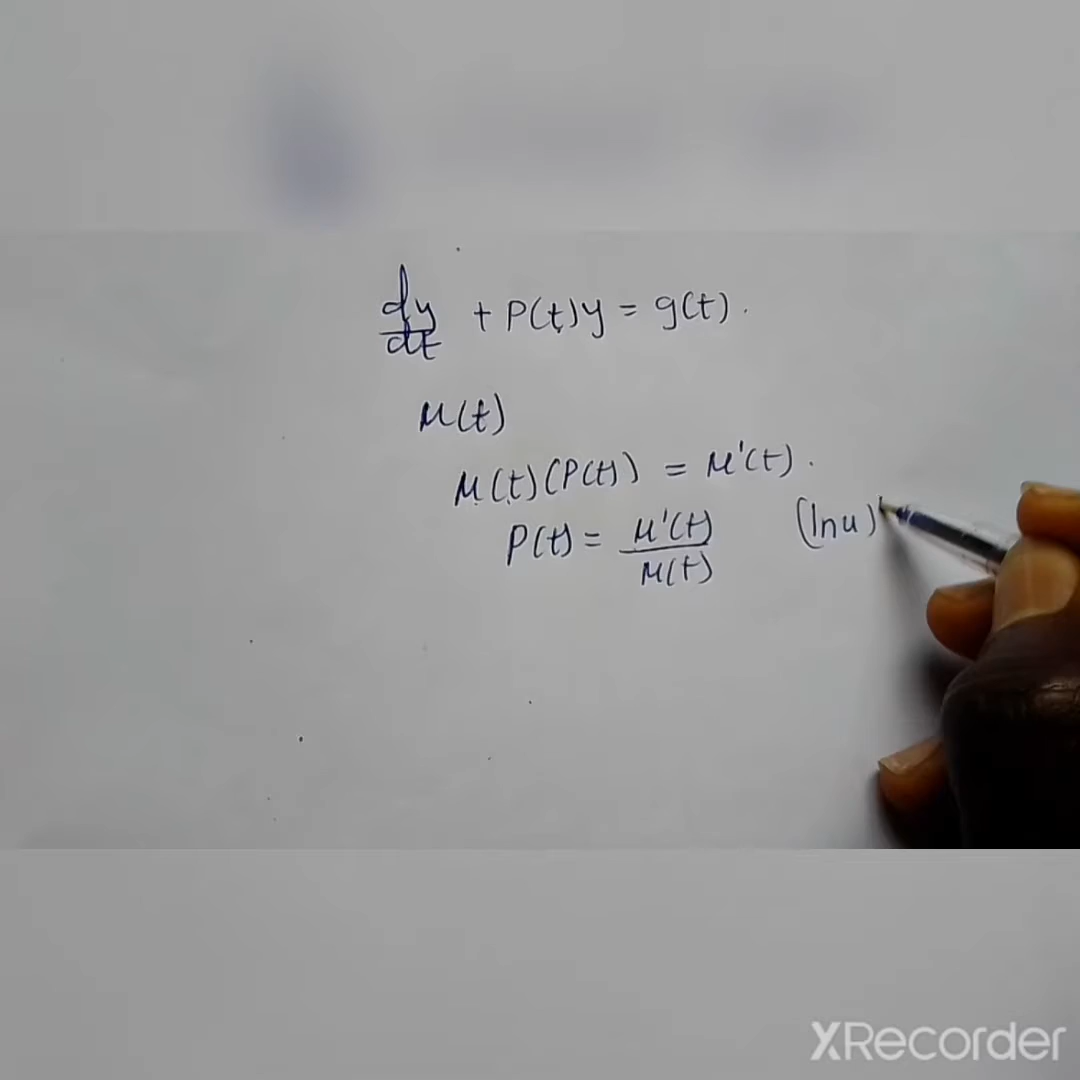 dy/dt + P(t)y = g(t).
μ(t)
μ(t)(P(t)) = μ'(t).
P(t) = μ'(t)/μ(t) (ln u)'
XRecorder